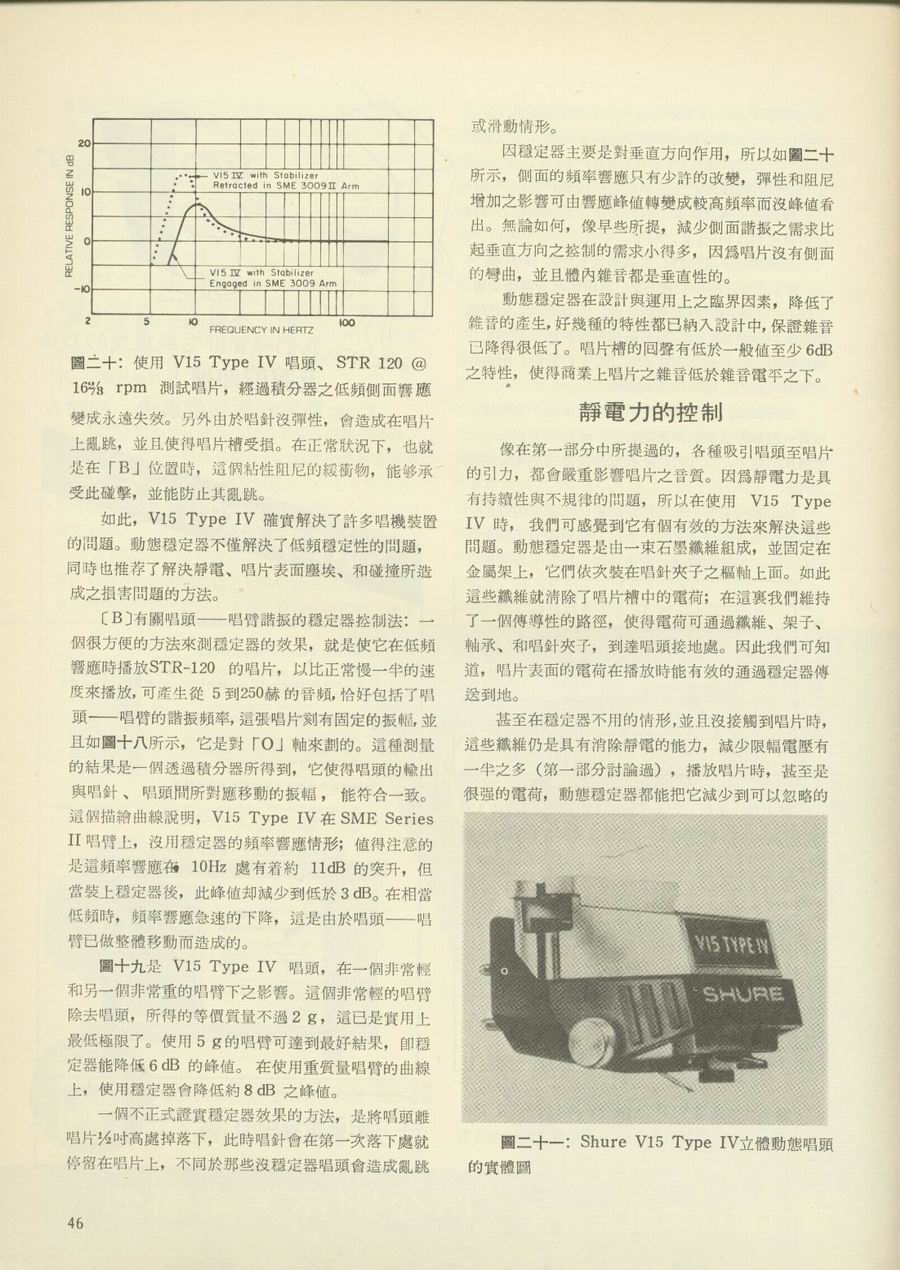 20
10
0
-10
RELATIVE RESPONSE IN dB
V15 IV with Stabilizer
Retracted in SME 3009 II Arm
V15 IV with Stabilizer
Engaged in SME 3009 Arm
2 5 10 100
FREQUENCY IN HERTZ
圖二十：使用 V15 Type IV 唱頭、STR 120 @
16⅔ rpm 測試唱片，經過積分器之低頻側面響應
變成永遠失效。另外由於唱針沒彈性，會造成在唱片
上亂跳，並且使得唱片槽受損。在正常狀況下，也就
是在「B」位置時，這個粘性阻尼的緩衝物，能够承
受此碰擊，並能防止其亂跳。
如此，V15 Type IV 確實解決了許多唱機裝置
的問題。動態穩定器不僅解決了低頻穩定性的問題，
同時也推荐了解決靜電、唱片表面塵埃、和碰撞所造
成之損害問題的方法。
〔B〕有關唱頭——唱臂諧振的穩定器控制法：一
個很方便的方法來測穩定器的效果，就是使它在低頻
響應時播放STR-120 的唱片，以比正常慢一半的速
度來播放，可產生從 5 到250赫的音頻，恰好包括了唱
頭——唱臂的諧振頻率，這張唱片刻有固定的振幅，並
且如圖十八所示，它是對「O」軸來劃的。這種測量
的結果是一個透過積分器所得到，它使得唱頭的輸出
與唱針、唱頭間所對應移動的振幅，能符合一致。
這個描繪曲線說明，V15 Type IV 在 SME Series
II 唱臂上，沒用穩定器的頻率響應情形；値得注意的
是這頻率響應在 10Hz 處有着約 11dB 的突升，但
當裝上穩定器後，此峰値却減少到低於 3 dB。在相當
低頻時，頻率響應急速的下降，這是由於唱頭——唱
臂已做整體移動而造成的。
圖十九是 V15 Type IV 唱頭，在一個非常輕
和另一個非常重的唱臂下之影響。這個非常輕的唱臂
除去唱頭，所得的等價質量不過 2 g，這已是實用上
最低極限了。使用 5 g的唱臂可達到最好結果，卽穩
定器能降低 6 dB 的峰値。在使用重質量唱臂的曲線
上，使用穩定器會降低約 8 dB 之峰値。
一個不正式證實穩定器效果的方法，是將唱頭離
唱片½吋高處掉落下，此時唱針會在第一次落下處就
停留在唱片上，不同於那些沒穩定器唱頭會造成亂跳
46
或滑動情形。
因穩定器主要是對垂直方向作用，所以如圖二十
所示，側面的頻率響應只有少許的改變，彈性和阻尼
增加之影響可由響應峰値轉變成較高頻率而沒峰値看
出。無論如何，像早些所提，減少側面諧振之需求比
起垂直方向之控制的需求小得多，因爲唱片沒有側面
的彎曲，並且體內雜音都是垂直性的。
動態穩定器在設計與運用上之臨界因素，降低了
雜音的產生，好幾種的特性都已納入設計中，保證雜音
已降得很低了。唱片槽的回聲有低於一般値至少 6dB
之特性，使得商業上唱片之雜音低於雜音電平之下。
靜電力的控制
像在第一部分中所提過的，各種吸引唱頭至唱片
的引力，都會嚴重影響唱片之音質。因爲靜電力是具
有持續性與不規律的問題，所以在使用 V15 Type
IV 時，我們可感覺到它有個有效的方法來解決這些
問題。動態穩定器是由一束石墨纖維組成，並固定在
金屬架上，它們依次裝在唱針夾子之樞軸上面。如此
這些纖維就淸除了唱片槽中的電荷；在這裏我們維持
了一個傳導性的路徑，使得電荷可通過纖維、架子、
軸承、和唱針夾子，到達唱頭接地處。因此我們可知
道，唱片表面的電荷在播放時能有效的通過穩定器傳
送到地。
甚至在穩定器不用的情形，並且沒接觸到唱片時，
這些纖維仍是具有消除靜電的能力，減少限幅電壓有
一半之多（第一部分討論過），播放唱片時，甚至是
很强的電荷，動態穩定器都能把它減少到可以忽略的
V15 TYPE IV
SHURE
圖二十一：Shure V15 Type IV立體動態唱頭
的實體圖